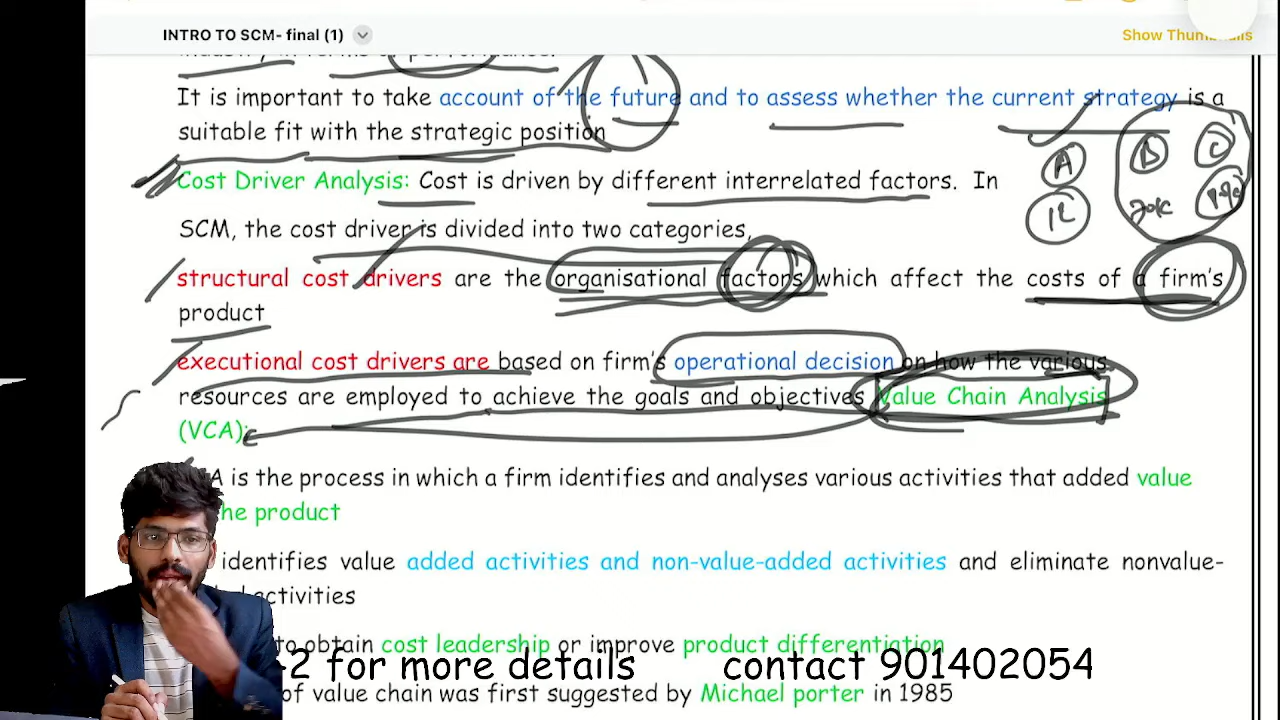 INTRO TO SCM- final (1)
Show Thumbnails
industry in terms of performance.
It is important to take account of the future and to assess whether the current strategy is a
suitable fit with the strategic position
A B C
Cost Driver Analysis: Cost is driven by different interrelated factors. In
SCM, the cost driver is divided into two categories,
structural cost drivers are the organisational factors which affect the costs of a firm's
product
executional cost drivers are based on firm's operational decision on how the various
resources are employed to achieve the goals and objectives Value Chain Analysis
(VCA):
A is the process in which a firm identifies and analyses various activities that added value
the product
identifies value added activities and non-value-added activities and eliminate nonvalue-
activities
to obtain cost leadership or improve product differentiation
-2 for more details contact 901402054
of value chain was first suggested by Michael porter in 1985